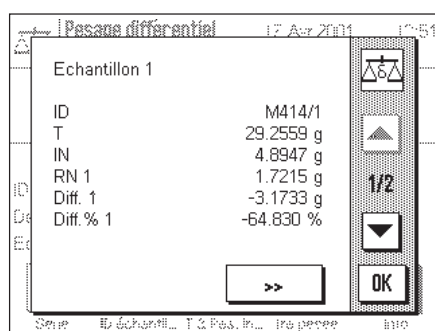 Pesage différentiel 17 Avr 2001
Echantillon 1
ID M414/1
T 29.2559 g
IN 4.8947 g
RN 1 1.7215 g
Diff. 1 -3.1733 g
Diff.% 1 -64.830 %
1/2
>>
OK